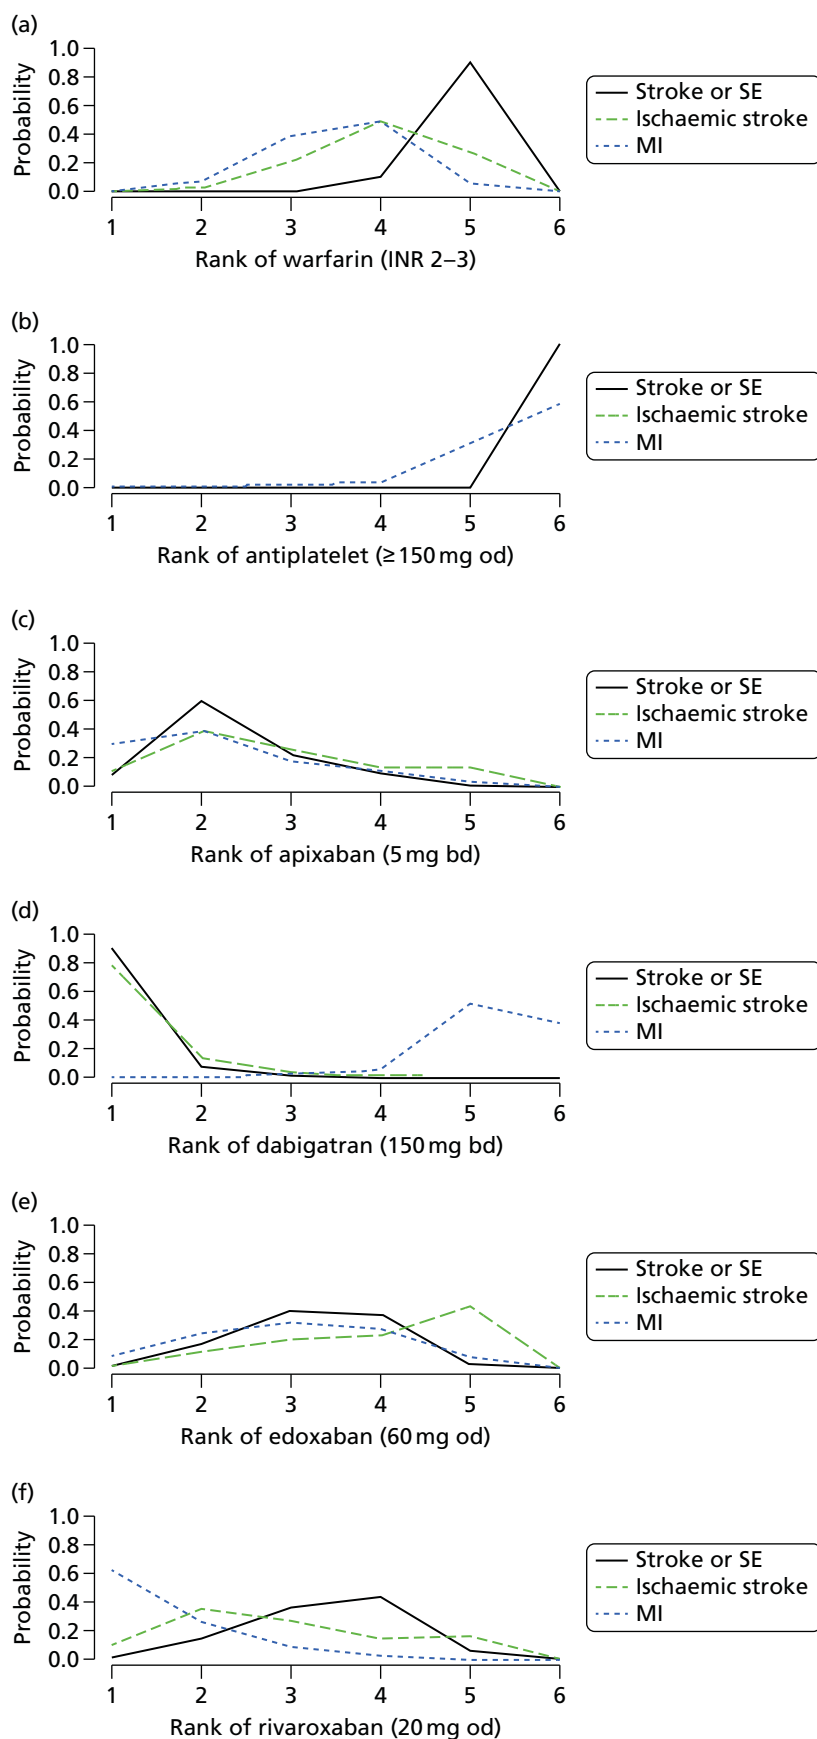 (a)
1.0
0.8
0.6
0.4
0.2
0.0
Probability
1 2 3 4 5 6
Rank of warfarin (INR 2–3)
Stroke or SE
Ischaemic stroke
MI
(b)
1.0
0.8
0.6
0.4
0.2
0.0
Probability
1 2 3 4 5 6
Rank of antiplatelet (≥150 mg od)
Stroke or SE
Ischaemic stroke
MI
(c)
1.0
0.8
0.6
0.4
0.2
0.0
Probability
1 2 3 4 5 6
Rank of apixaban (5 mg bd)
Stroke or SE
Ischaemic stroke
MI
(d)
1.0
0.8
0.6
0.4
0.2
0.0
Probability
1 2 3 4 5 6
Rank of dabigatran (150 mg bd)
Stroke or SE
Ischaemic stroke
MI
(e)
1.0
0.8
0.6
0.4
0.2
0.0
Probability
1 2 3 4 5 6
Rank of edoxaban (60 mg od)
Stroke or SE
Ischaemic stroke
MI
(f)
1.0
0.8
0.6
0.4
0.2
0.0
Probability
1 2 3 4 5 6
Rank of rivaroxaban (20 mg od)
Stroke or SE
Ischaemic stroke
MI